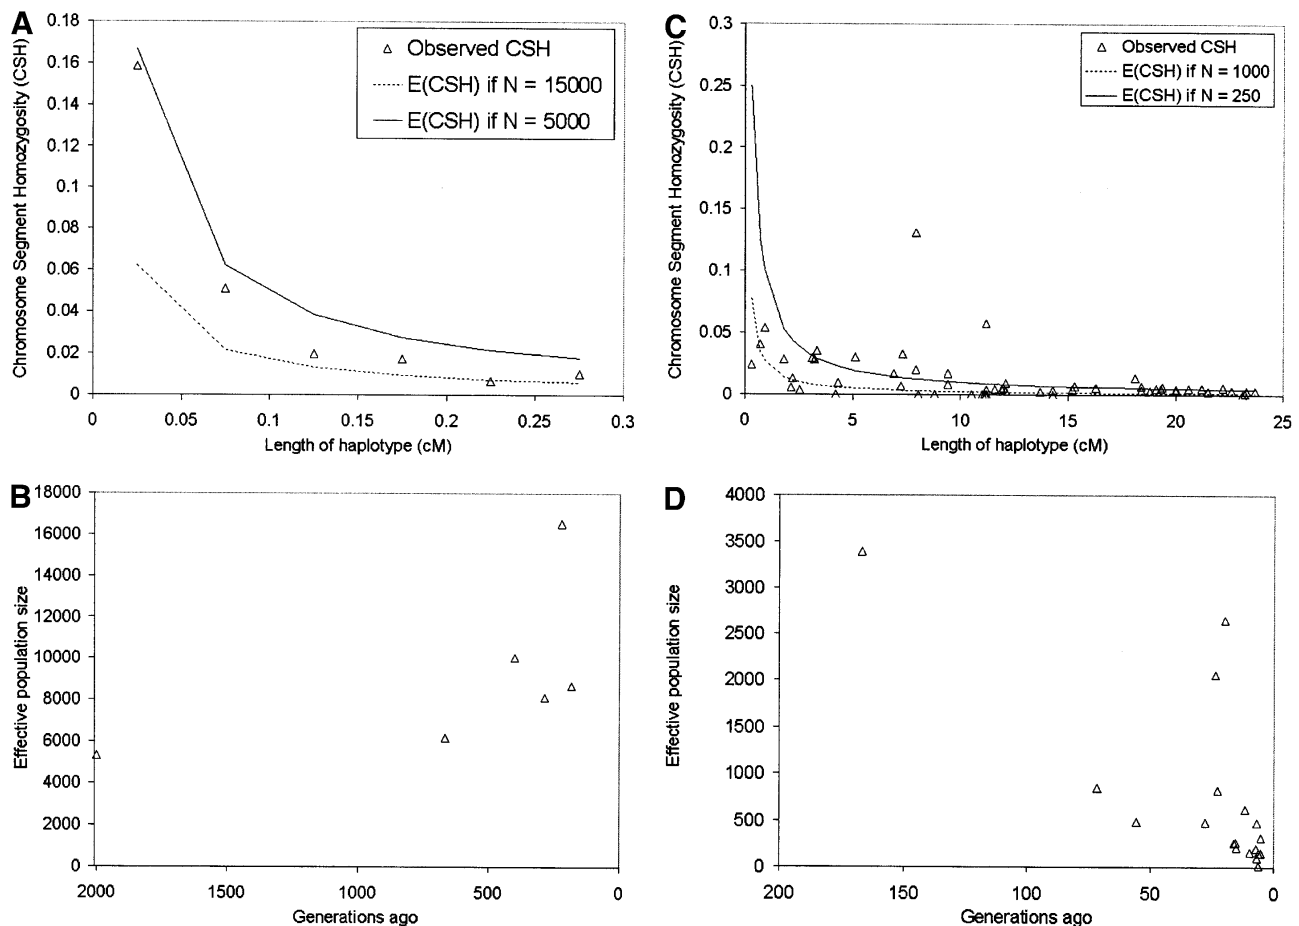 A
Chromosome Segment Homozygosity (CSH)
0.18
0.16
0.14
0.12
0.1
0.08
0.06
0.04
0.02
0
Observed CSH
E(CSH) if N = 15000
E(CSH) if N = 5000
0 0.05 0.1 0.15 0.2 0.25 0.3
Length of haplotype (cM)
C
Chromosome Segment Homozygosity (CSH)
0.3
0.25
0.2
0.15
0.1
0.05
0
Observed CSH
E(CSH) if N = 1000
E(CSH) if N = 250
0 5 10 15 20 25
Length of haplotype (cM)
B
Effective population size
18000
16000
14000
12000
10000
8000
6000
4000
2000
0
2000 1500 1000 500 0
Generations ago
D
Effective population size
4000
3500
3000
2500
2000
1500
1000
500
0
200 150 100 50 0
Generations ago